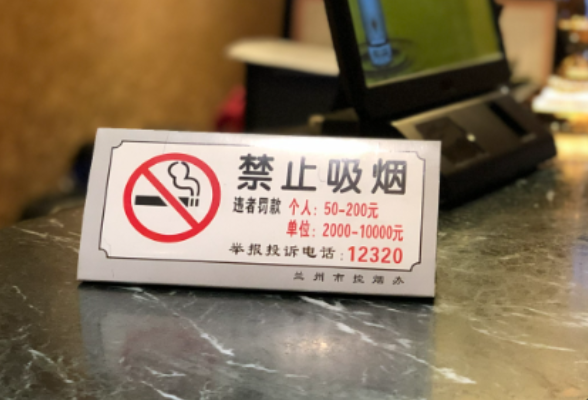 禁止吸烟
违者罚款 个人：50-200元
单位：2000-10000元
举报投诉电话：12320
兰州市控烟办